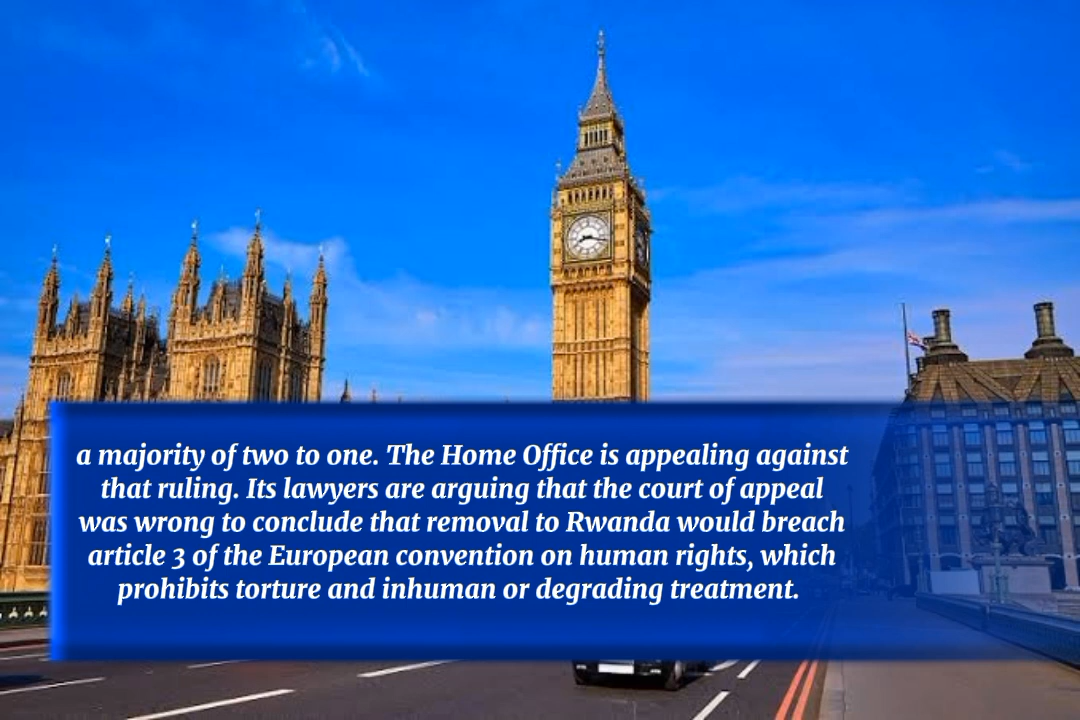 a majority of two to one. The Home Office is appealing against
that ruling. Its lawyers are arguing that the court of appeal
was wrong to conclude that removal to Rwanda would breach
article 3 of the European convention on human rights, which
prohibits torture and inhuman or degrading treatment.